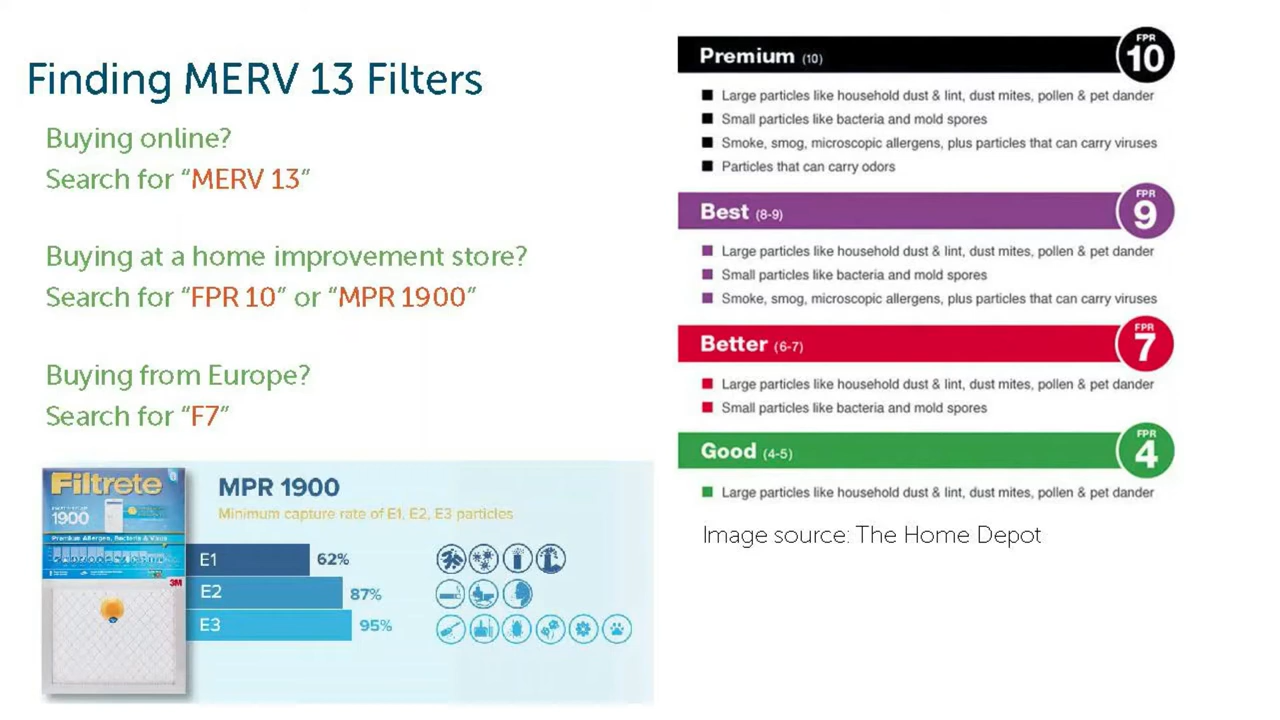 Finding MERV 13 Filters
Buying online?
Search for “MERV 13”
Buying at a home improvement store?
Search for “FPR 10” or “MPR 1900”
Buying from Europe?
Search for “F7”
Filtrete
1900
Premium Allergen, Bacteria & Virus
3M
MPR 1900
Minimum capture rate of E1, E2, E3 particles
E1 62%
E2 87%
E3 95%
Premium (10) FPR 10
Large particles like household dust & lint, dust mites, pollen & pet dander
Small particles like bacteria and mold spores
Smoke, smog, microscopic allergens, plus particles that can carry viruses
Particles that can carry odors
Best (8-9) FPR 9
Large particles like household dust & lint, dust mites, pollen & pet dander
Small particles like bacteria and mold spores
Smoke, smog, microscopic allergens, plus particles that can carry viruses
Better (6-7) FPR 7
Large particles like household dust & lint, dust mites, pollen & pet dander
Small particles like bacteria and mold spores
Good (4-5) FPR 4
Large particles like household dust & lint, dust mites, pollen & pet dander
Image source: The Home Depot